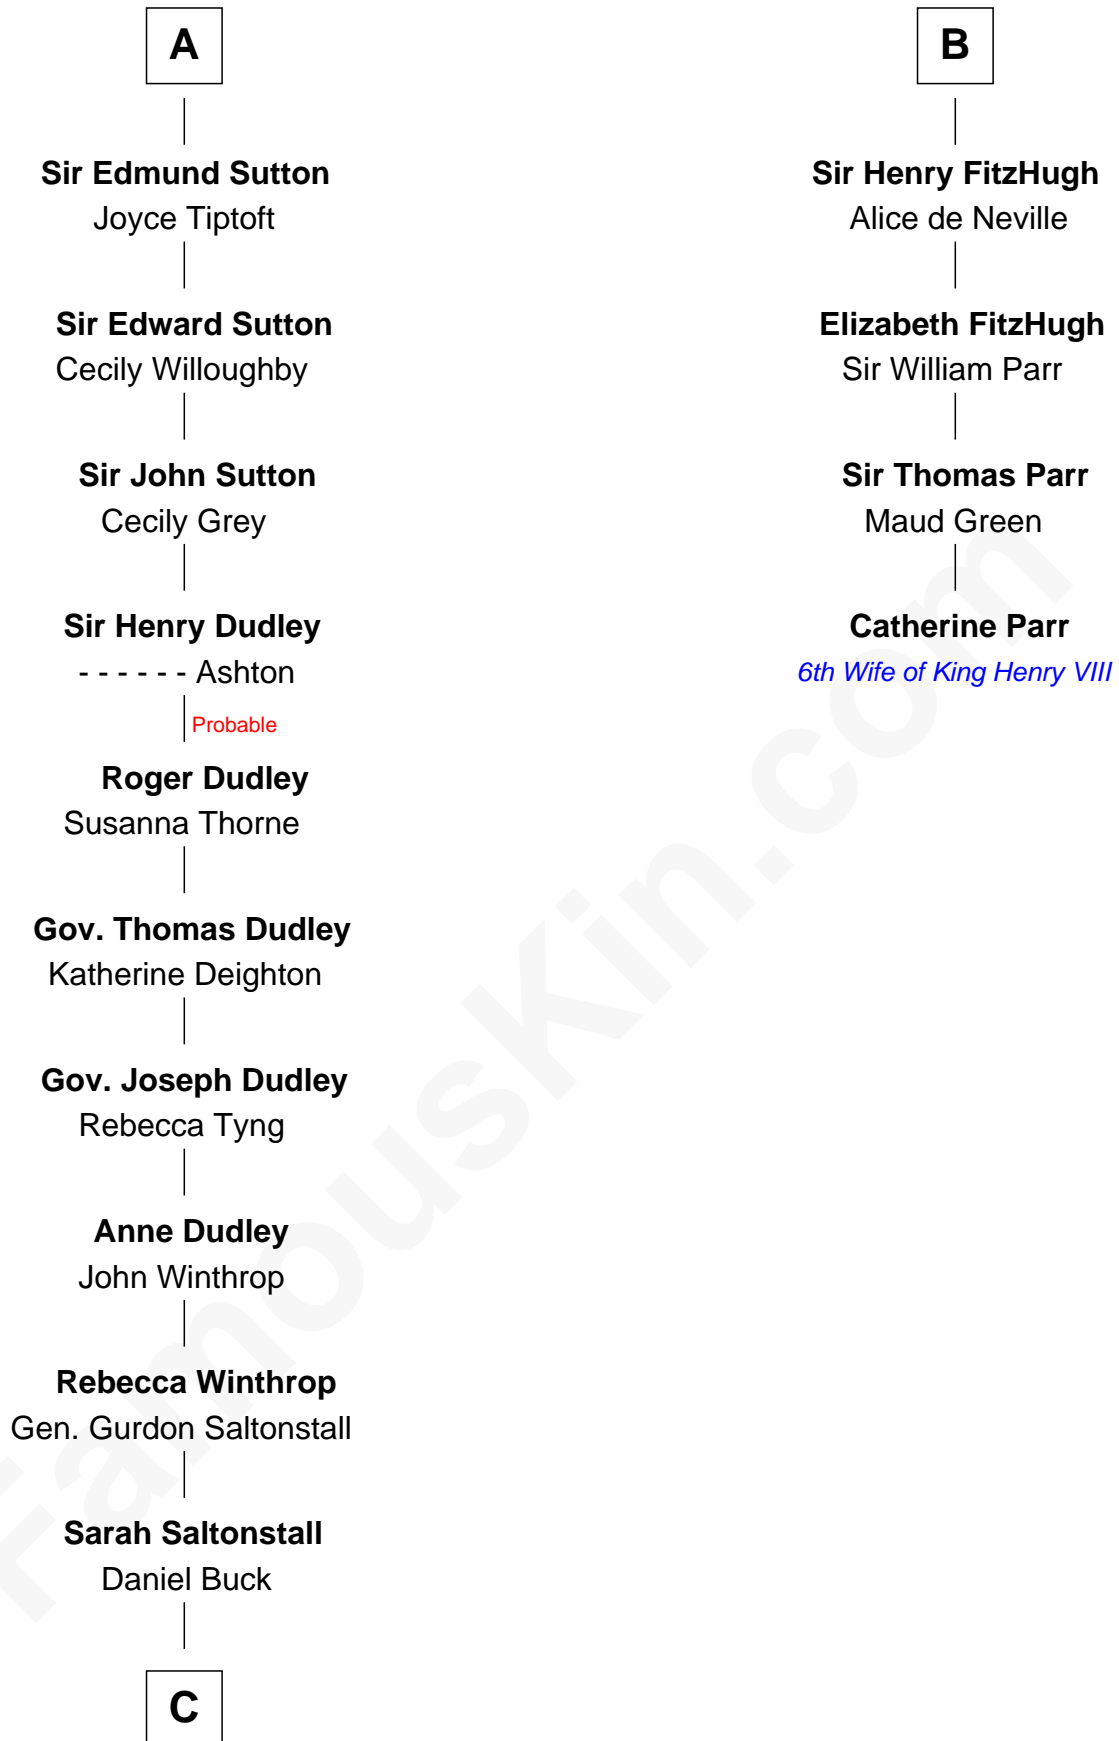 A
Sir Edmund Sutton
Joyce Tiptoft
Sir Edward Sutton
Cecily Willoughby
Sir John Sutton
Cecily Grey
Sir Henry Dudley
- - - - - - Ashton
Probable
Roger Dudley
Susanna Thorne
Gov. Thomas Dudley
Katherine Deighton
Gov. Joseph Dudley
Rebecca Tyng
Anne Dudley
John Winthrop
Rebecca Winthrop
Gen. Gurdon Saltonstall
Sarah Saltonstall
Daniel Buck
C
B
Sir Henry FitzHugh
Alice de Neville
Elizabeth FitzHugh
Sir William Parr
Sir Thomas Parr
Maud Green
Catherine Parr
6th Wife of King Henry VIII
FamousKin.com